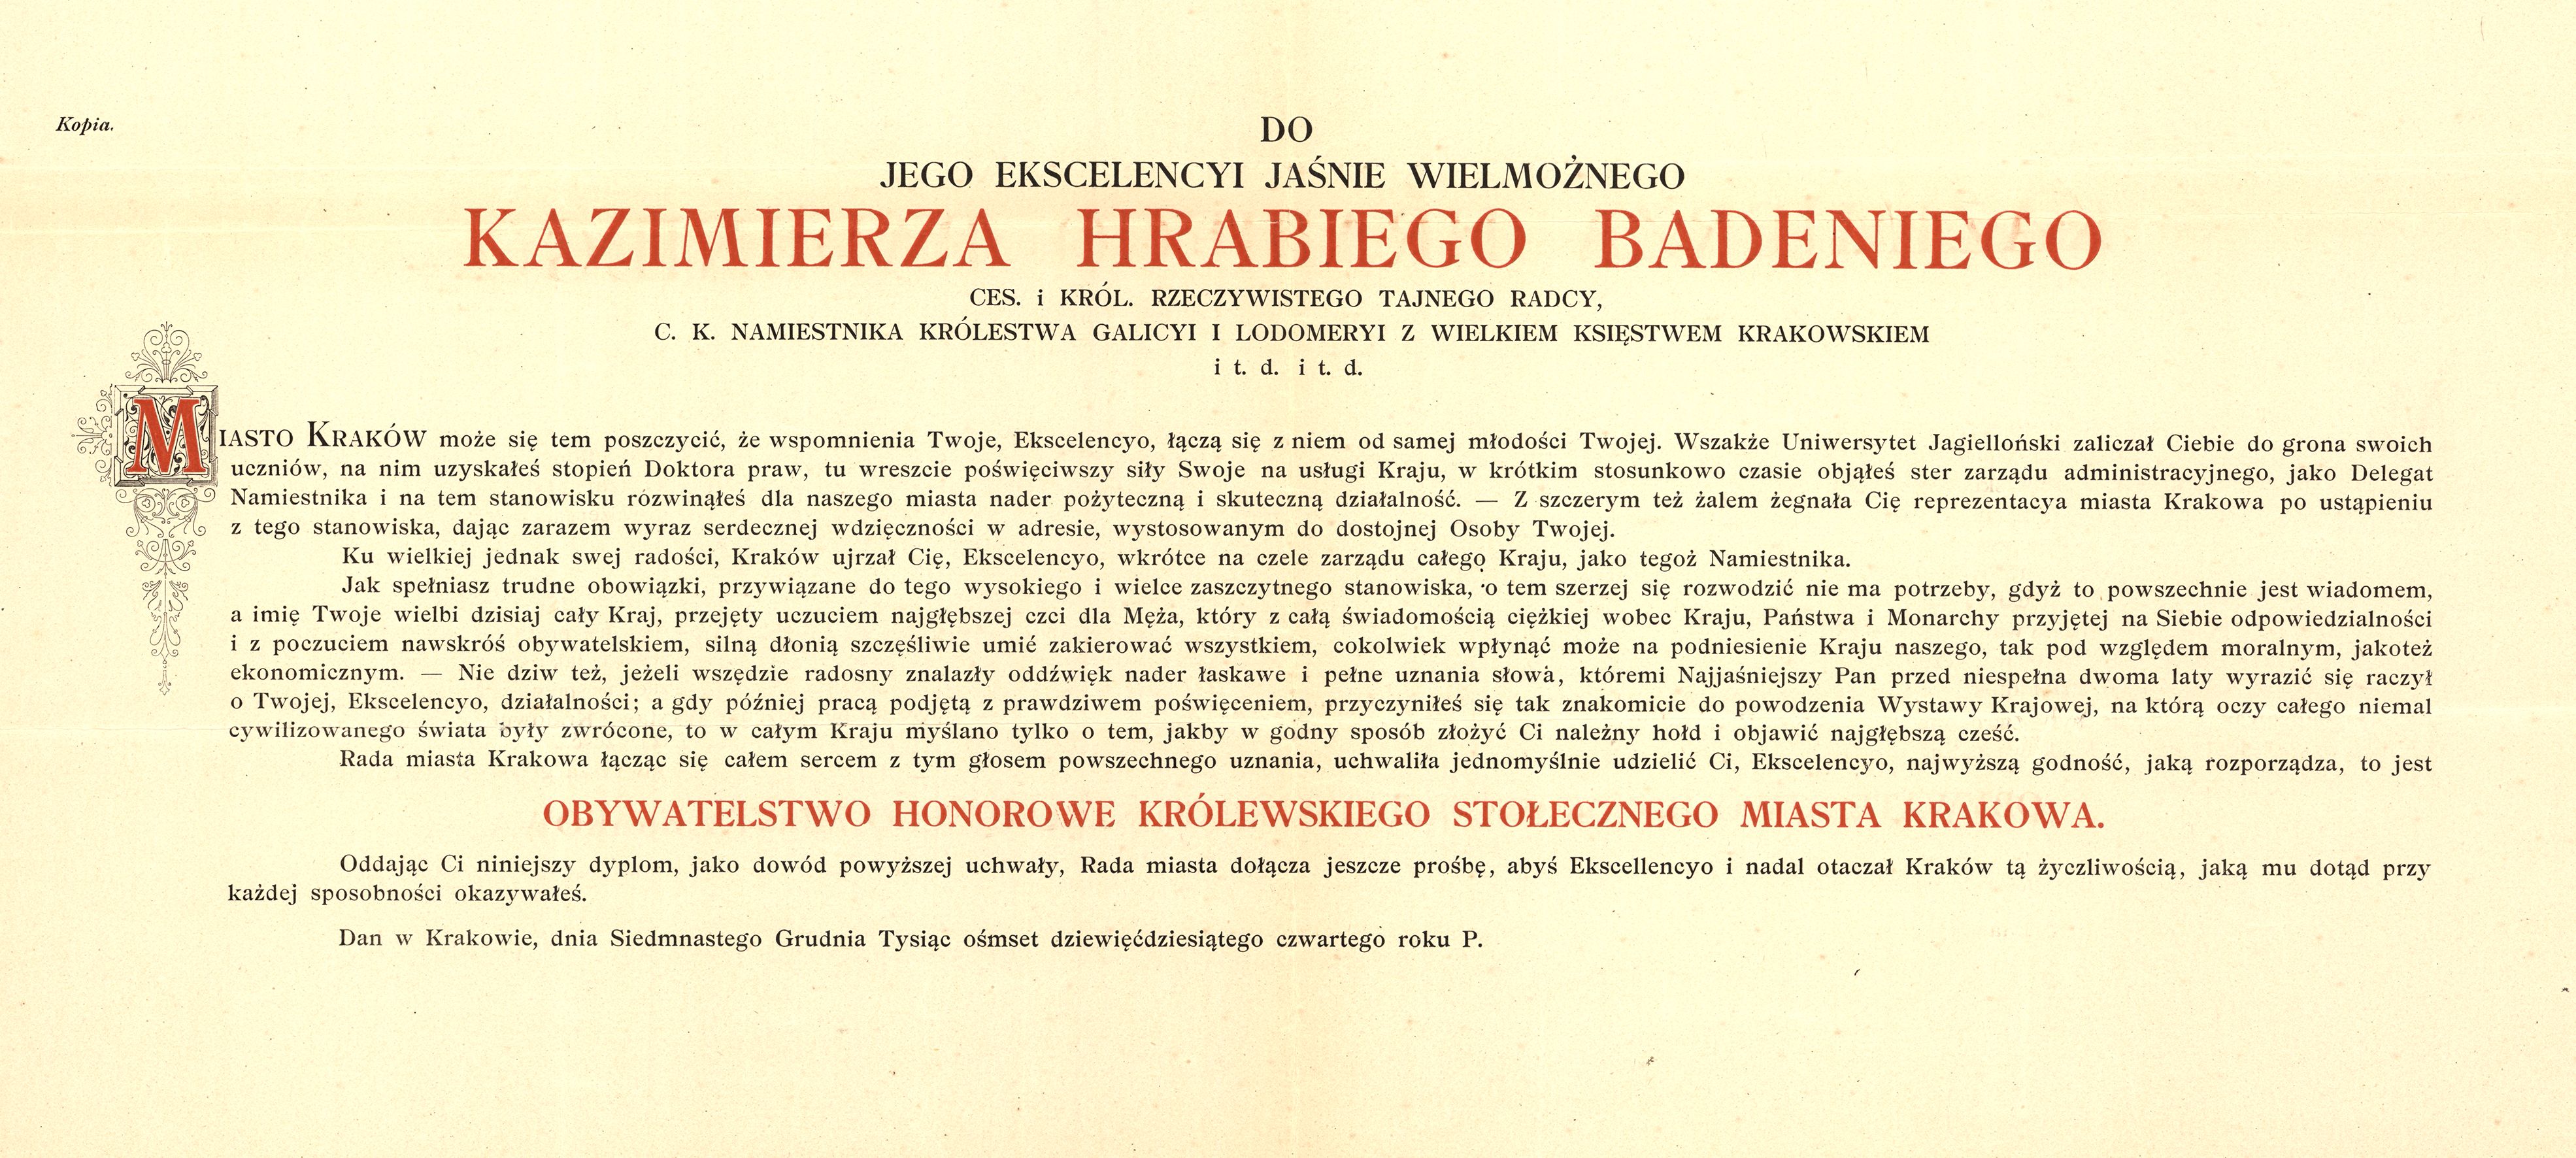 Kopia.
DO
JEGO EKSCELENCYI JAŚNIE WIELMOŻNEGO
KAZIMIERZA HRABIEGO BADENIEGO
CES. i KRÓL. RZECZYWISTEGO TAJNEGO RADCY,
C. K. NAMIESTNIKA KRÓLESTWA GALICYI I LODOMERYI Z WIELKIEM KSIĘSTWEM KRAKOWSKIEM
i t. d. i t. d.
MIASTO KRAKÓW może się tem poszczycić, że wspomnienia Twoje, Ekscelencyo, łączą się z niem od samej młodości Twojej. Wszakże Uniwersytet Jagielloński zaliczał Ciebie do grona swoich
uczniów, na nim uzyskałeś stopień Doktora praw, tu wreszcie poświęciwszy siły Swoje na usługi Kraju, w krótkim stosunkowo czasie objąłeś ster zarządu administracyjnego, jako Delegat
Namiestnika i na tem stanowisku rozwinąłeś dla naszego miasta nader pożyteczną i skuteczną działalność. — Z szczerym też żalem żegnała Cię reprezentacya miasta Krakowa po ustąpieniu
z tego stanowiska, dając zarazem wyraz serdecznej wdzięczności w adresie, wystosowanym do dostojnej Osoby Twojej.
Ku wielkiej jednak swej radości, Kraków ujrzał Cię, Ekscelencyo, wkrótce na czele zarządu całego Kraju, jako tegoż Namiestnika.
Jak spełniasz trudne obowiązki, przywiązane do tego wysokiego i wielce zaszczytnego stanowiska, o tem szerzej się rozwodzić nie ma potrzeby, gdyż to powszechnie jest wiadomem,
a imię Twoje wielbi dzisiaj cały Kraj, przejęty uczuciem najgłębszej czci dla Męża, który z całą świadomością ciężkiej wobec Kraju, Państwa i Monarchy przyjętej na Siebie odpowiedzialności
i z poczuciem nawskróś obywatelskiem, silną dłonią szczęśliwie umié zakierować wszystkiem, cokolwiek wpłynąć może na podniesienie Kraju naszego, tak pod względem moralnym, jakoteż
ekonomicznym. — Nie dziw też, jeżeli wszędzie radosny znalazły oddźwięk nader łaskawe i pełne uznania słowa, któremi Najjaśniejszy Pan przed niespełna dwoma laty wyrazić się raczył
o Twojej, Ekscelencyo, działalności; a gdy później pracą podjętą z prawdziwem poświęceniem, przyczyniłeś się tak znakomicie do powodzenia Wystawy Krajowej, na którą oczy całego niemal
cywilizowanego świata były zwrócone, to w całym Kraju myślano tylko o tem, jakby w godny sposób złożyć Ci należny hołd i objawić najgłębszą cześć.
Rada miasta Krakowa łącząc się całem sercem z tym głosem powszechnego uznania, uchwaliła jednomyślnie udzielić Ci, Ekscelencyo, najwyższą godność, jaką rozporządza, to jest
OBYWATELSTWO HONOROWE KRÓLEWSKIEGO STOŁECZNEGO MIASTA KRAKOWA.
Oddając Ci niniejszy dyplom, jako dowód powyższej uchwały, Rada miasta dołącza jeszcze prośbę, abyś Ekscellencyo i nadal otaczał Kraków tą życzliwością, jaką mu dotąd przy
każdej sposobności okazywałeś.
Dan w Krakowie, dnia Siedmnastego Grudnia Tysiąc ośmset dziewięćdziesiątego czwartego roku P.